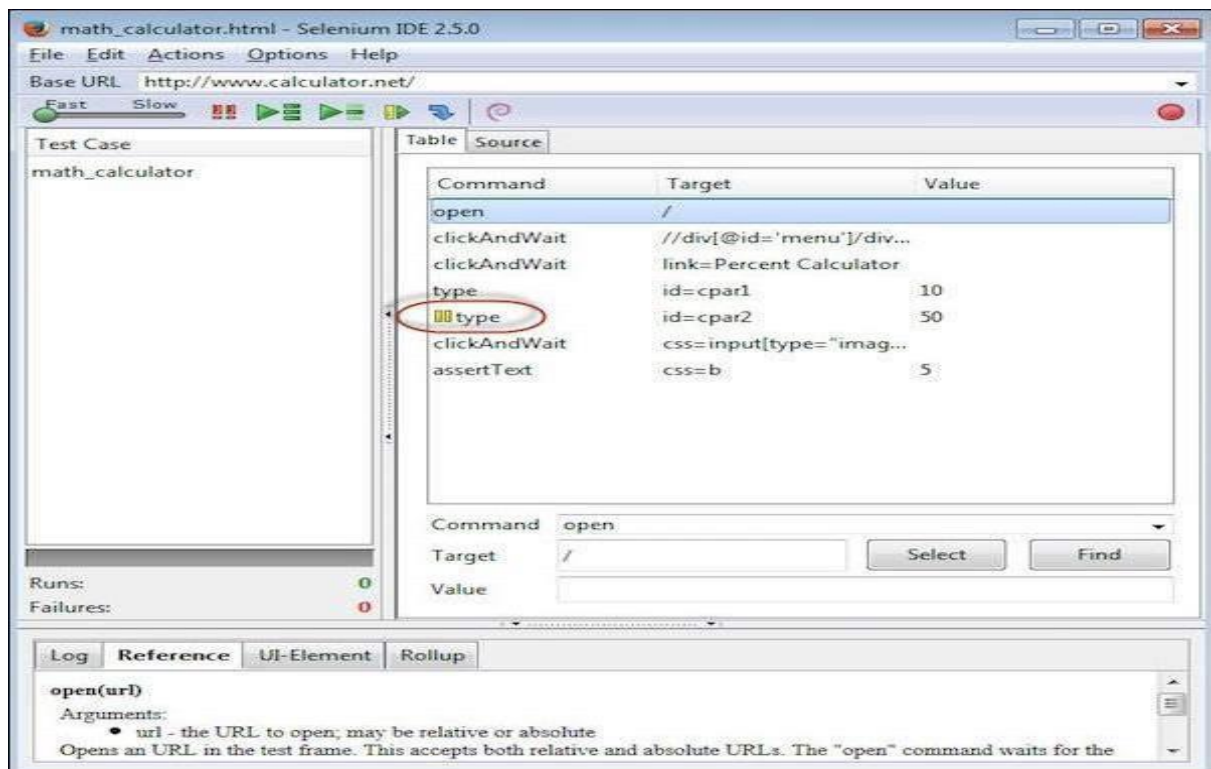 math_calculator.html - Selenium IDE 2.5.0
File Edit Actions Options Help
Base URL http://www.calculator.net/
Fast Slow
Test Case
math_calculator
Table Source
Command Target Value
open /
clickAndWait //div[@id='menu']/div...
clickAndWait link=Percent Calculator
type id=cpar1 10
type id=cpar2 50
clickAndWait css=input[type="imag...
assertText css=b 5
Command open
Target / Select Find
Value
Runs: 0
Failures: 0
Log Reference UI-Element Rollup
open(url)
Arguments:
• url - the URL to open; may be relative or absolute
Opens an URL in the test frame. This accepts both relative and absolute URLs. The "open" command waits for the